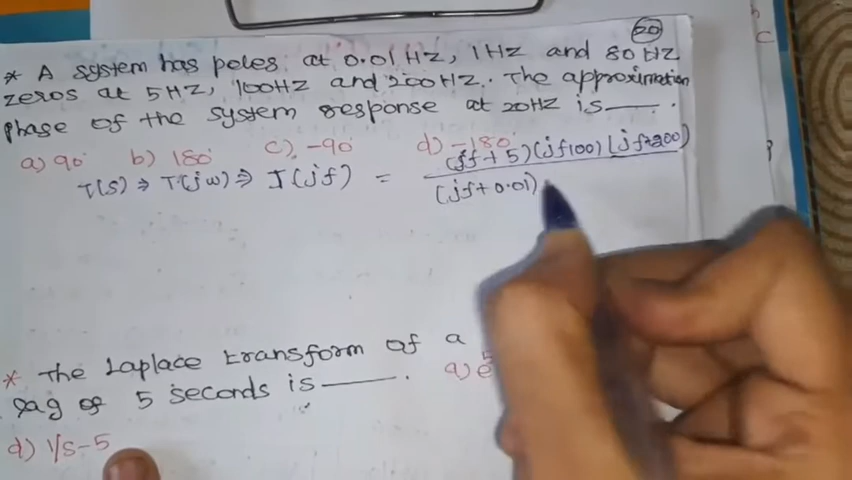 20
* A system has poles at 0.01 HZ, 1HZ and 80 HZ
zeros at 5HZ, 100HZ and 200HZ. The approximation
phase of the system response at 20HZ is ____ .
a) 90° b) 180° c) -90° d) -180°
T(s) ⇒ T(jω) ⇒ T(jf) = (jf+5)(jf100)(jf+200)
(jf+0.01)
* The Laplace transform of a
lag of 5 seconds is ____ . a) e
d) 1/s-5